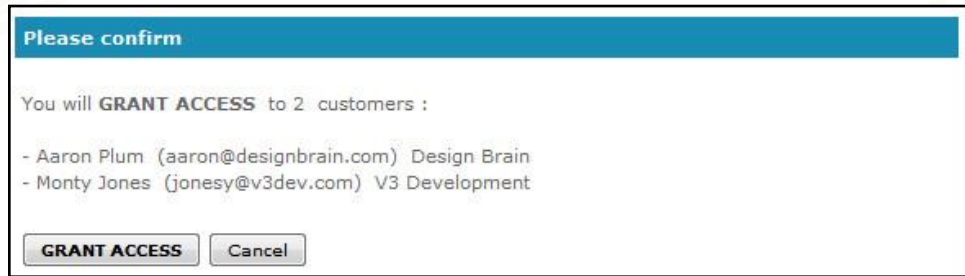 Please confirm
You will GRANT ACCESS to 2 customers :
- Aaron Plum (aaron@designbrain.com) Design Brain
- Monty Jones (jonesy@v3dev.com) V3 Development
GRANT ACCESS Cancel